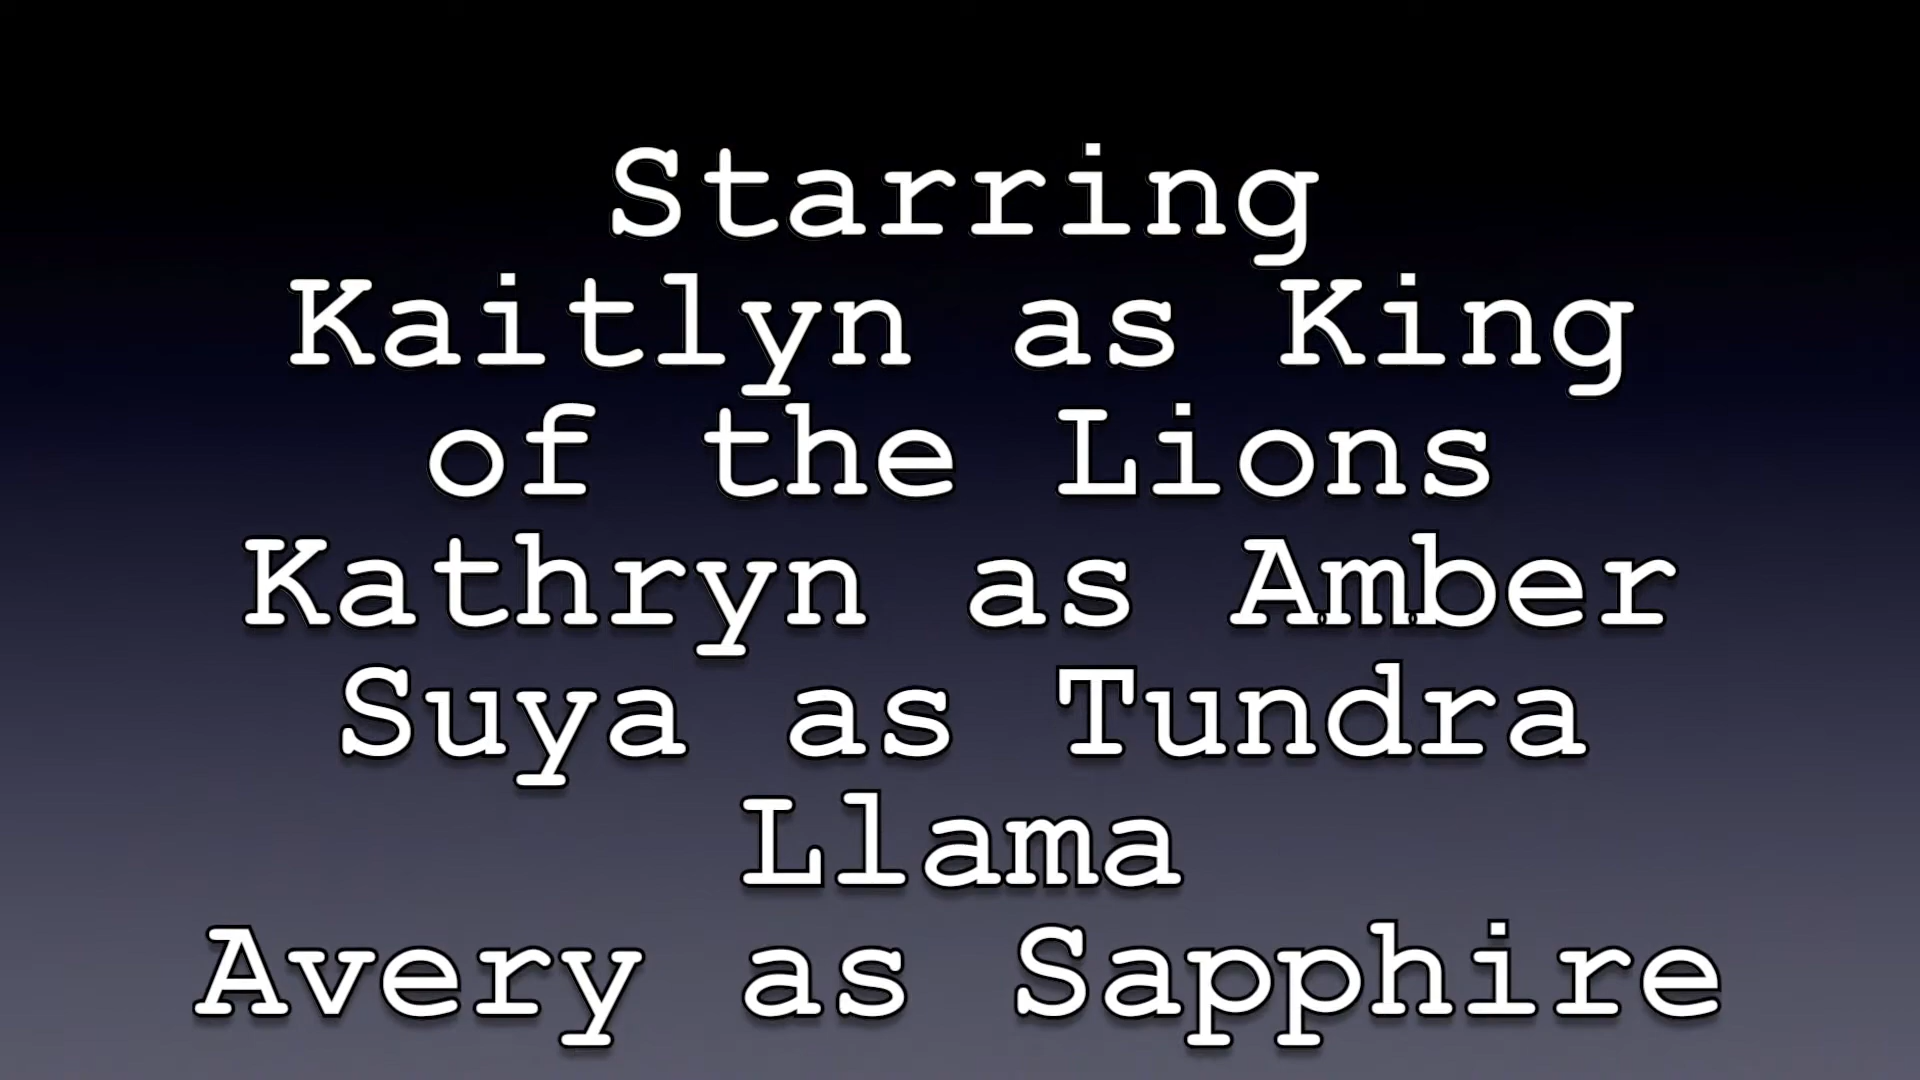 Starring
Kaitlyn as King
of the Lions
Kathryn as Amber
Suya as Tundra
Llama
Avery as Sapphire